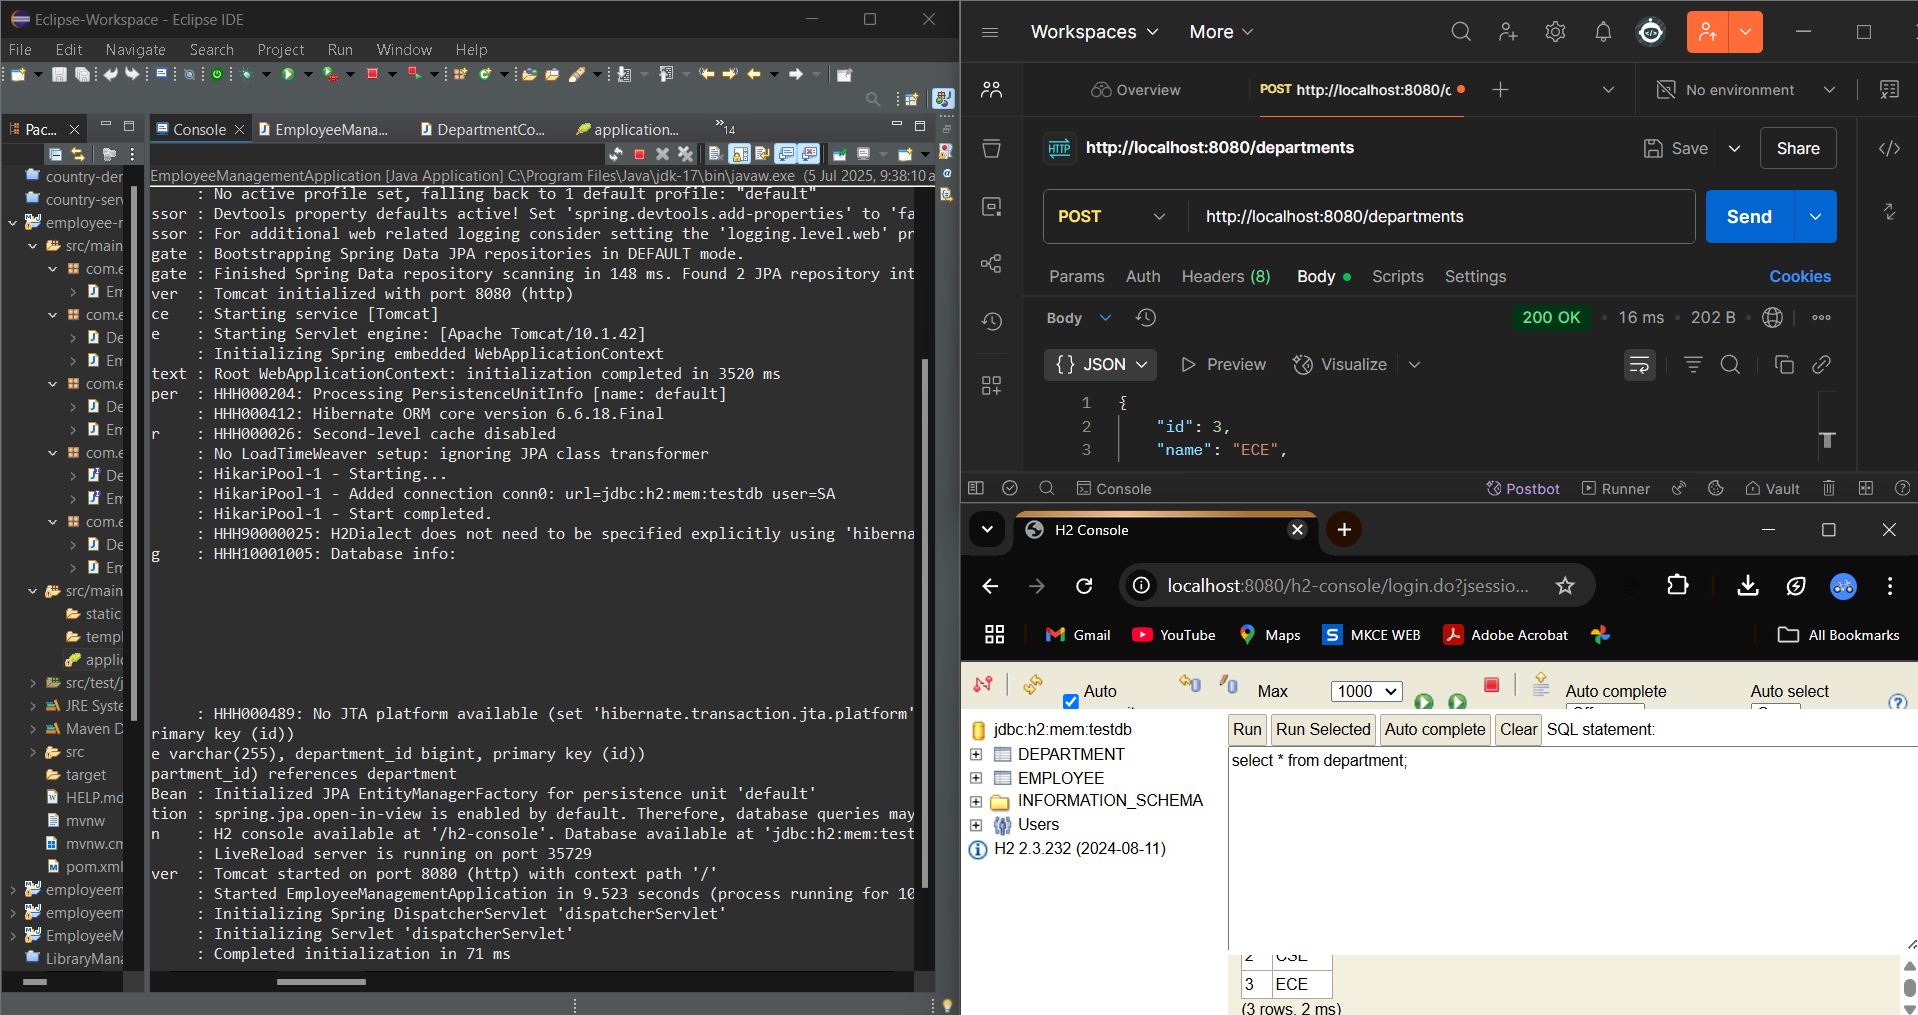 Eclipse-Workspace - Eclipse IDE
File Edit Navigate Search Project Run Window Help
Pac... Console EmployeeMana... DepartmentCo... application... 14
EmployeeManagementApplication [Java Application] C:\Program Files\Java\jdk-17\bin\javaw.exe (5 Jul 2025, 9:38:10 a
country-der
country-serv
employee-r
src/main
com.e
Em
com.e
De
Em
com.e
De
Em
com.e
De
Em
com.e
De
Em
src/main
static
templ
applic
src/test/j
JRE Syste
Maven D
src
target
HELP.md
mvnw
mvnw.cm
pom.xml
employeem
employeem
EmployeeM
LibraryMana
: No active profile set, falling back to 1 default profile: "default"
ssor : Devtools property defaults active! Set 'spring.devtools.add-properties' to 'fa
ssor : For additional web related logging consider setting the 'logging.level.web' pr
gate : Bootstrapping Spring Data JPA repositories in DEFAULT mode.
gate : Finished Spring Data repository scanning in 148 ms. Found 2 JPA repository int
ver : Tomcat initialized with port 8080 (http)
ce : Starting service [Tomcat]
e : Starting Servlet engine: [Apache Tomcat/10.1.42]
: Initializing Spring embedded WebApplicationContext
text : Root WebApplicationContext: initialization completed in 3520 ms
per : HHH000204: Processing PersistenceUnitInfo [name: default]
: HHH000412: Hibernate ORM core version 6.6.18.Final
r : HHH000026: Second-level cache disabled
: No LoadTimeWeaver setup: ignoring JPA class transformer
: HikariPool-1 - Starting...
: HikariPool-1 - Added connection conn0: url=jdbc:h2:mem:testdb user=SA
: HikariPool-1 - Start completed.
: HHH90000025: H2Dialect does not need to be specified explicitly using 'hiberna
g : HHH10001005: Database info:
: HHH000489: No JTA platform available (set 'hibernate.transaction.jta.platform'
rimary key (id))
e varchar(255), department_id bigint, primary key (id))
partment_id) references department
Bean : Initialized JPA EntityManagerFactory for persistence unit 'default'
tion : spring.jpa.open-in-view is enabled by default. Therefore, database queries may
n : H2 console available at '/h2-console'. Database available at 'jdbc:h2:mem:test
: LiveReload server is running on port 35729
ver : Tomcat started on port 8080 (http) with context path '/'
: Started EmployeeManagementApplication in 9.523 seconds (process running for 10
: Initializing Spring DispatcherServlet 'dispatcherServlet'
: Initializing Servlet 'dispatcherServlet'
: Completed initialization in 71 ms
Workspaces More
Overview POST http://localhost:8080/c No environment
HTTP http://localhost:8080/departments Save Share
POST http://localhost:8080/departments Send
Params Auth Headers (8) Body Scripts Settings Cookies
Body 200 OK 16 ms 202 B
{} JSON Preview Visualize
1 {
2 "id": 3,
3 "name": "ECE",
Console Postbot Runner Vault
H2 Console
localhost:8080/h2-console/login.do?jsessio...
Gmail YouTube Maps S MKCE WEB Adobe Acrobat All Bookmarks
Auto Max 1000 Auto complete Auto select
jdbc:h2:mem:testdb
DEPARTMENT
EMPLOYEE
INFORMATION_SCHEMA
Users
H2 2.3.232 (2024-08-11)
Run Run Selected Auto complete Clear SQL statement:
select * from department;
2 CSE
3 ECE
(3 rows, 2 ms)